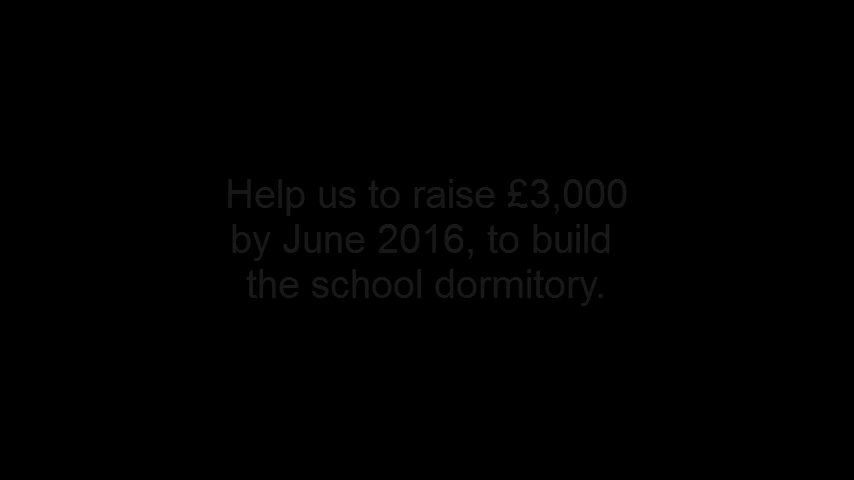 Help us to raise £3,000
by June 2016, to build
the school dormitory.